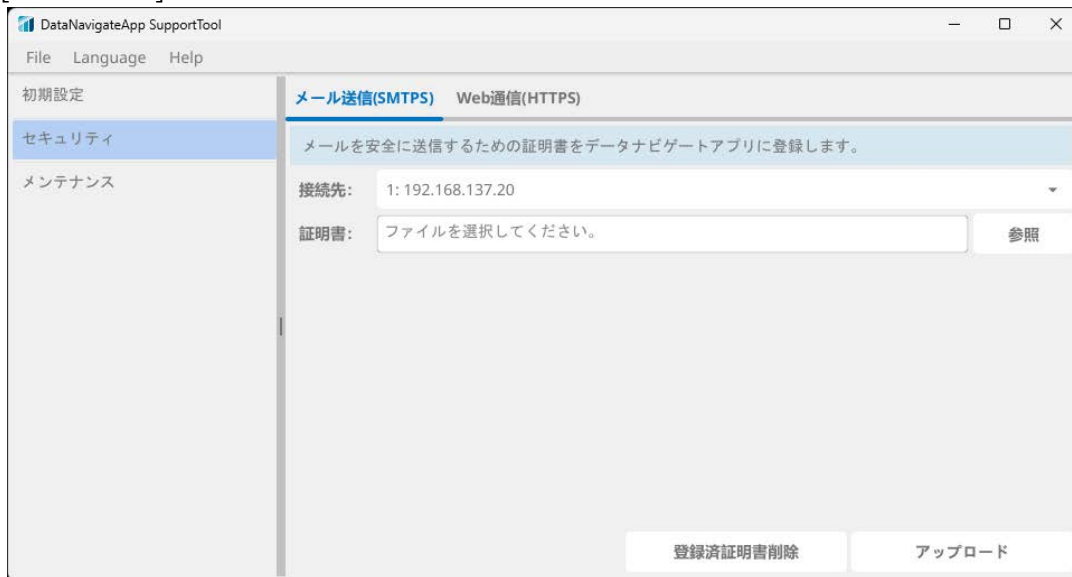 DataNavigateApp SupportTool
File Language Help
初期設定
セキュリティ
メンテナンス
メール送信(SMTPS) Web通信(HTTPS)
メールを安全に送信するための証明書をデータナビゲートアプリに登録します。
接続先: 1: 192.168.137.20
証明書: ファイルを選択してください。 参照
登録済証明書削除 アップロード